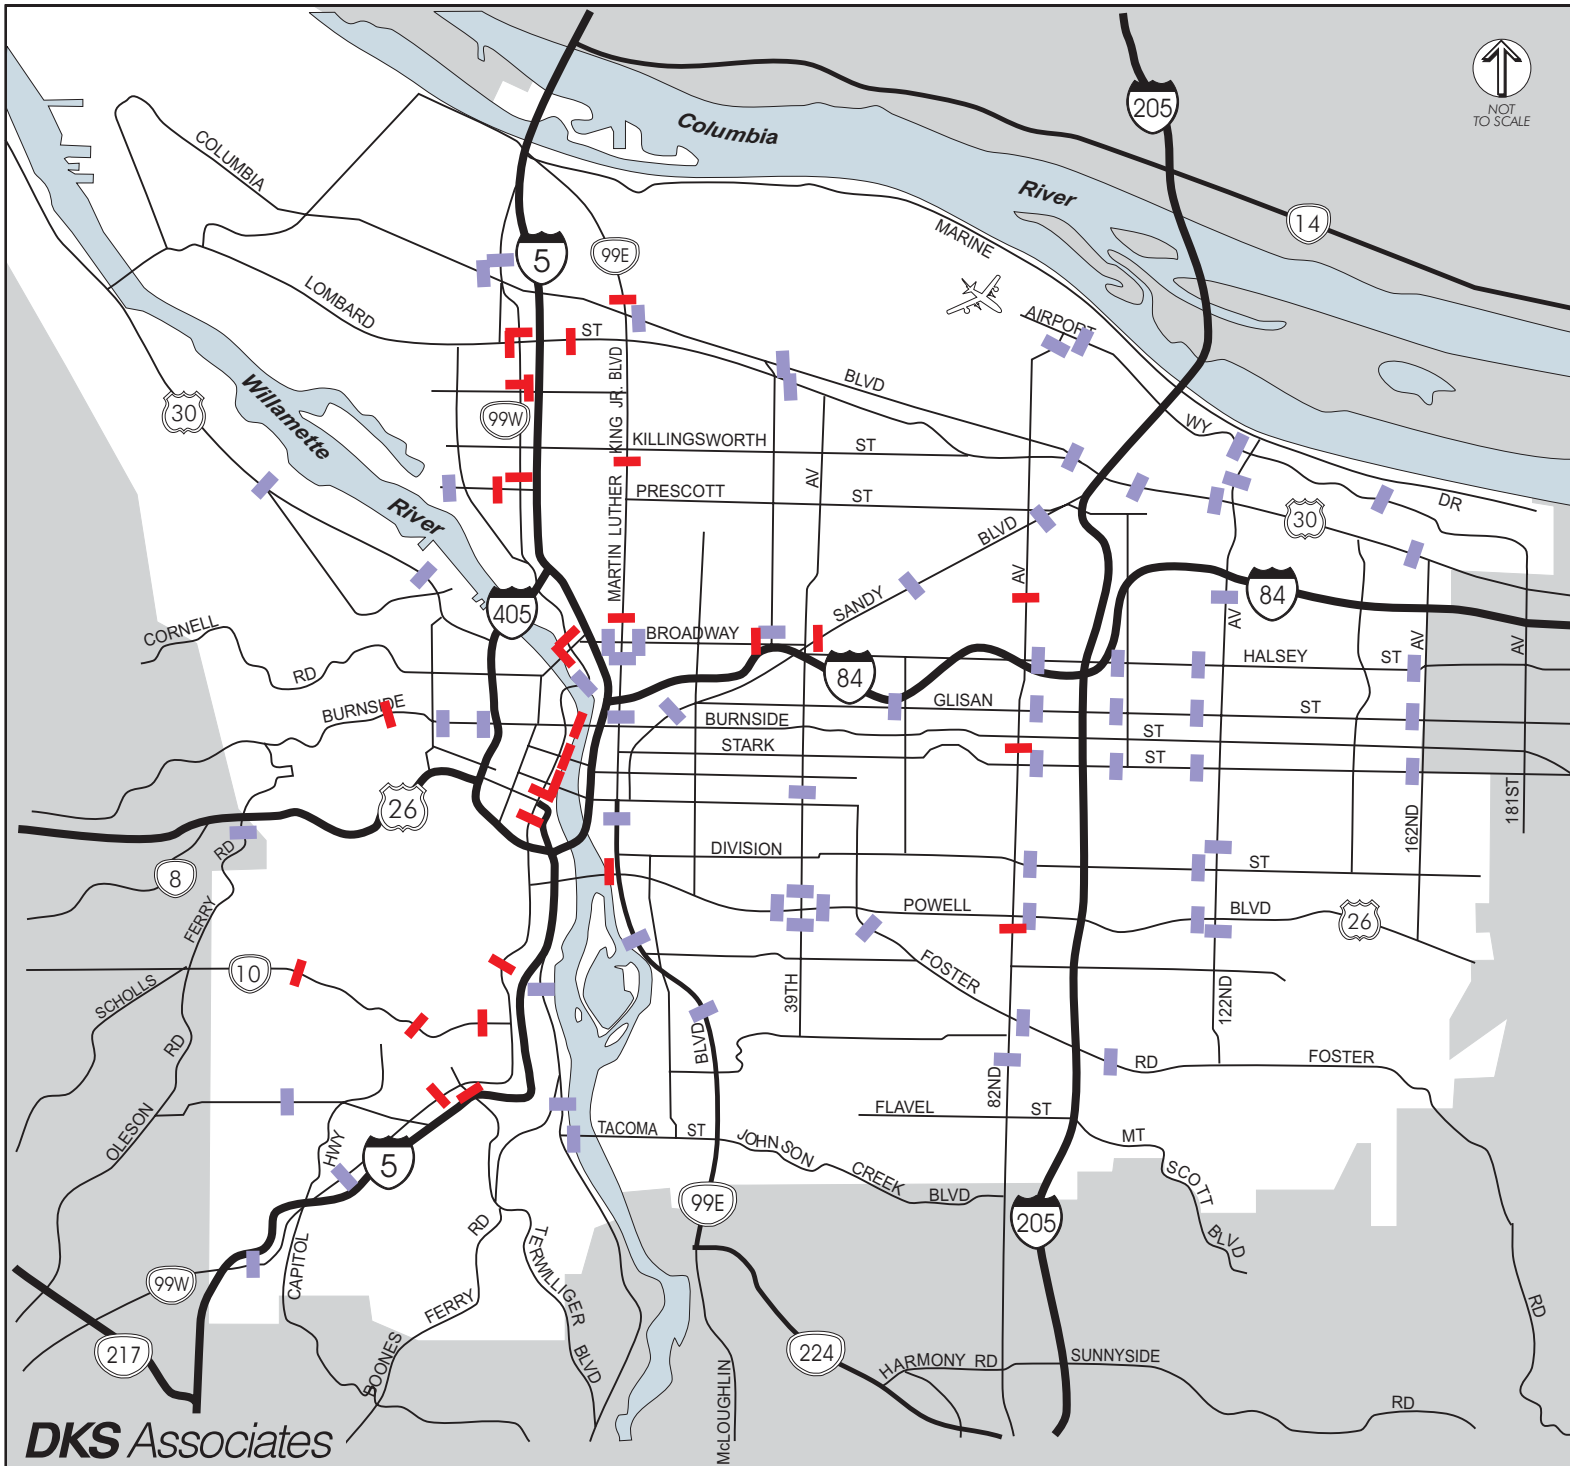 205
NOT
TO SCALE
Columbia
COLUMBIA
River
14
MARINE
5
99E
LOMBARD
ST
AIRPORT
BLVD
KING JR. BLVD
30
Willamette
99W
WY
KILLINGSWORTH
ST
AV
PRESCOTT
ST
LUTHER
DR
River
BLVD
30
MARTIN
AV
405
SANDY
84
CORNELL
BROADWAY
AV
AV
AV
RD
HALSEY
ST
84
BURNSIDE
GLISAN
ST
BURNSIDE
ST
STARK
ST
26
181ST
162ND
RD
DIVISION
ST
8
FERRY
POWELL
BLVD
26
10
FOSTER
SCHOLLS
39TH
122ND
RD
BLVD
RD
FOSTER
82ND
FLAVEL
ST
OLESON
TACOMA
ST
MT
HWY
JOHNSON
5
CREEK
BLVD
SCOTT
99E
205
RD
BLVD
TERWILLIGER
CAPITOL
99W
FERRY
RD
217
BOONES
BLVD
224
HARMONY RD
SUNNYSIDE
McLOUGHLIN
RD
DKS Associates